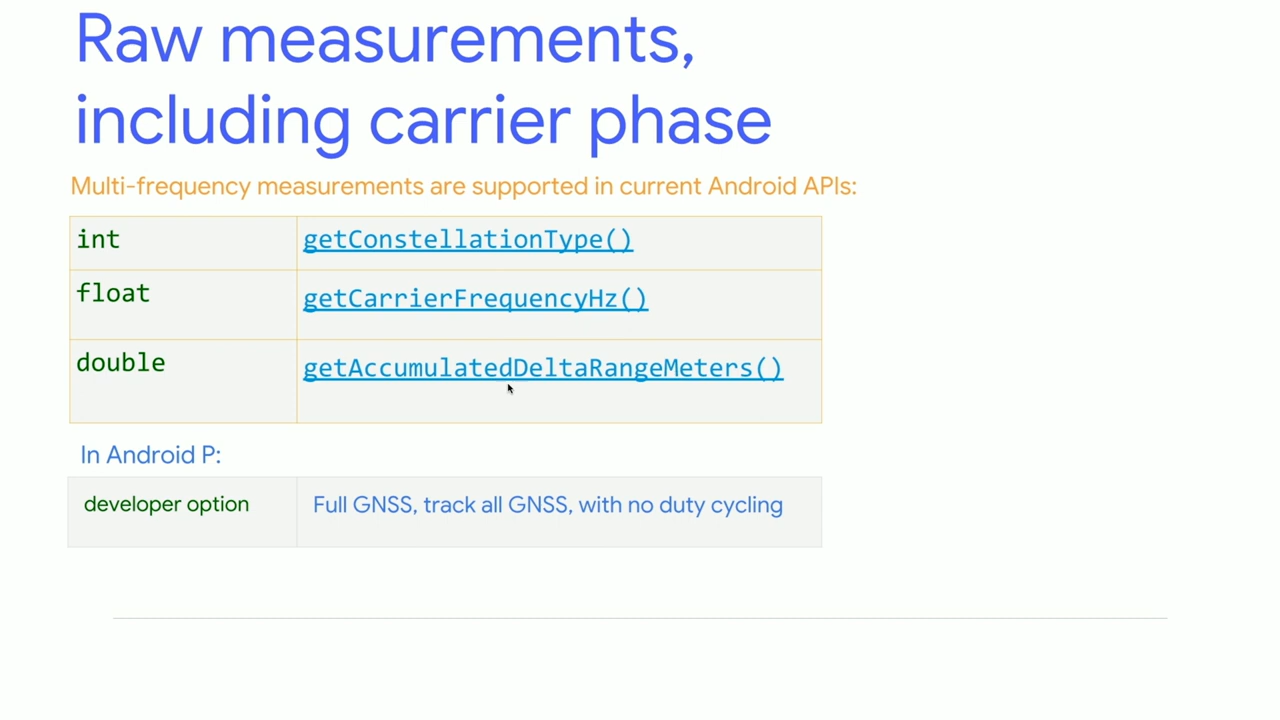 Raw measurements,
including carrier phase
Multi-frequency measurements are supported in current Android APIs:
int getConstellationType()
float getCarrierFrequencyHz()
double getAccumulatedDeltaRangeMeters()
In Android P:
developer option Full GNSS, track all GNSS, with no duty cycling